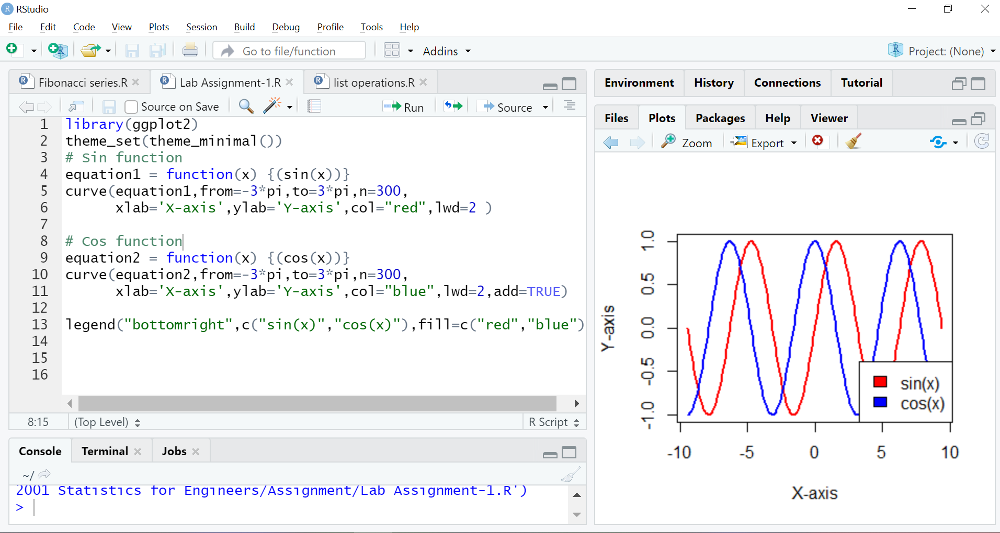 RStudio
File Edit Code View Plots Session Build Debug Profile Tools Help
Go to file/function Addins Project: (None)
Fibonacci series.R Lab Assignment-1.R list operations.R
Source on Save Run Source
1 library(ggplot2)
2 theme_set(theme_minimal())
3 # Sin function
4 equation1 = function(x) {(sin(x))}
5 curve(equation1,from=-3*pi,to=3*pi,n=300,
6 xlab='X-axis',ylab='Y-axis',col="red",lwd=2 )
7
8 # Cos function
9 equation2 = function(x) {(cos(x))}
10 curve(equation2,from=-3*pi,to=3*pi,n=300,
11 xlab='X-axis',ylab='Y-axis',col="blue",lwd=2,add=TRUE)
12
13 legend("bottomright",c("sin(x)","cos(x)"),fill=c("red","blue")
14
15
16
8:15 (Top Level) R Script
Console Terminal Jobs
~/
2001 Statistics for Engineers/Assignment/Lab Assignment-1.R')
>
Environment History Connections Tutorial
Files Plots Packages Help Viewer
Zoom Export
1.0
0.5
0.0
-0.5
-1.0
Y-axis
sin(x)
cos(x)
-10 -5 0 5 10
X-axis